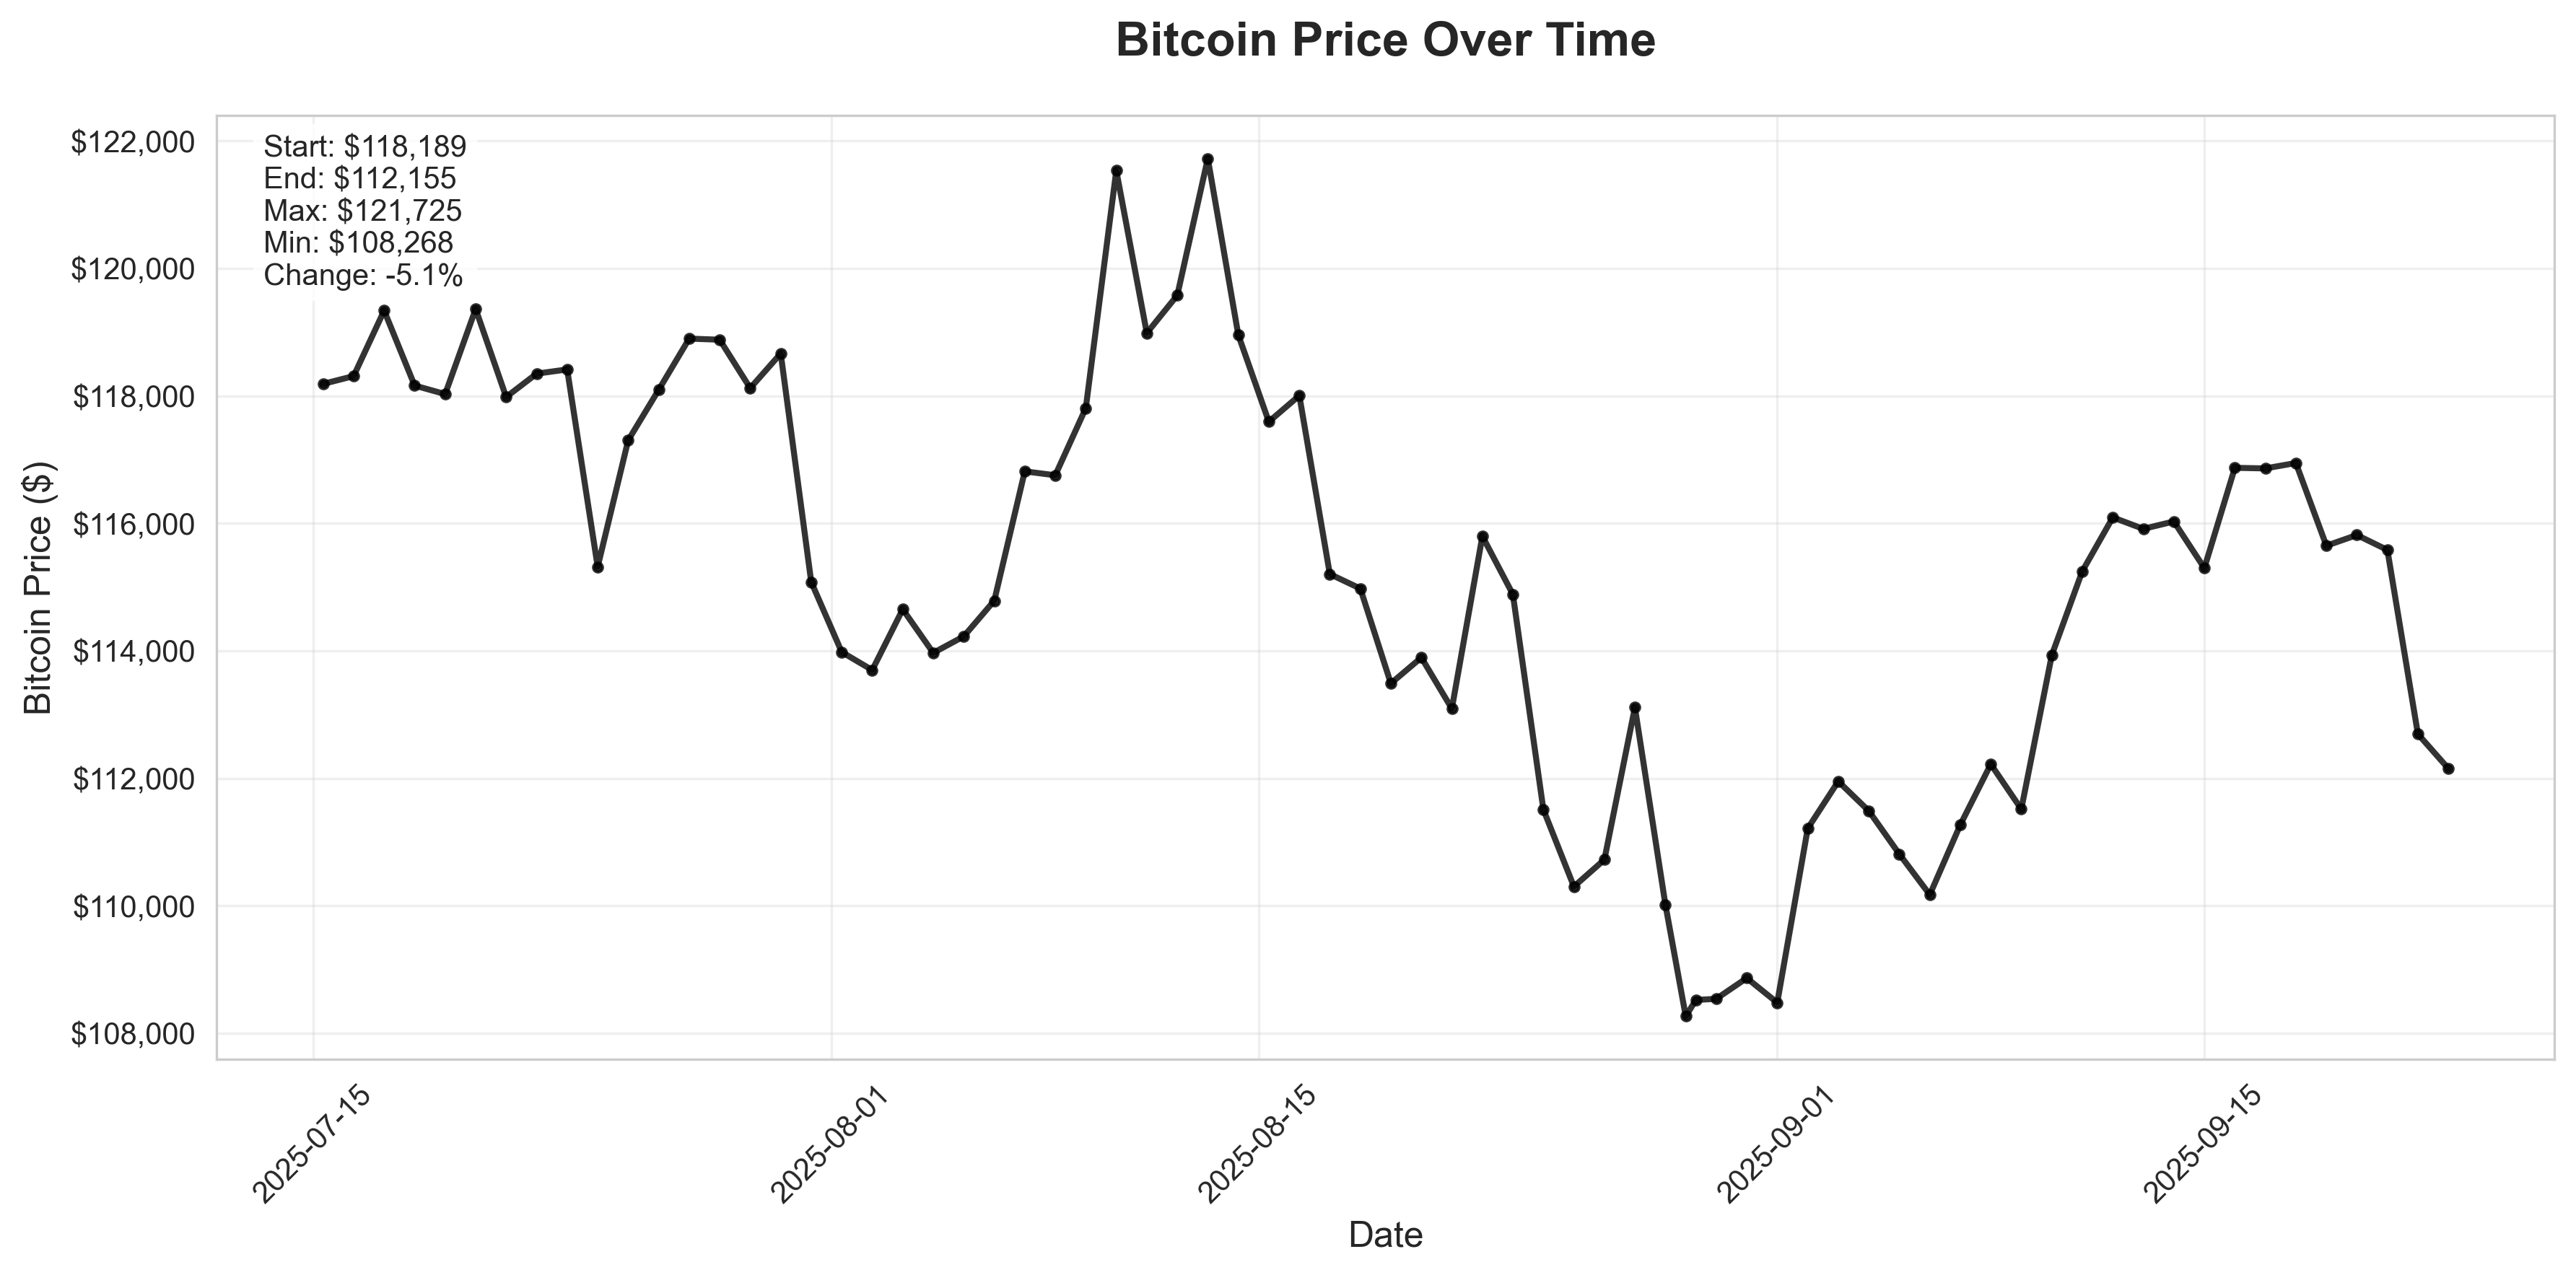 Bitcoin Price Over Time
Start: $118,189
End: $112,155
Max: $121,725
Min: $108,268
Change: -5.1%
Bitcoin Price ($)
$122,000
$120,000
$118,000
$116,000
$114,000
$112,000
$110,000
$108,000
2025-07-15
2025-08-01
2025-08-15
2025-09-01
2025-09-15
Date